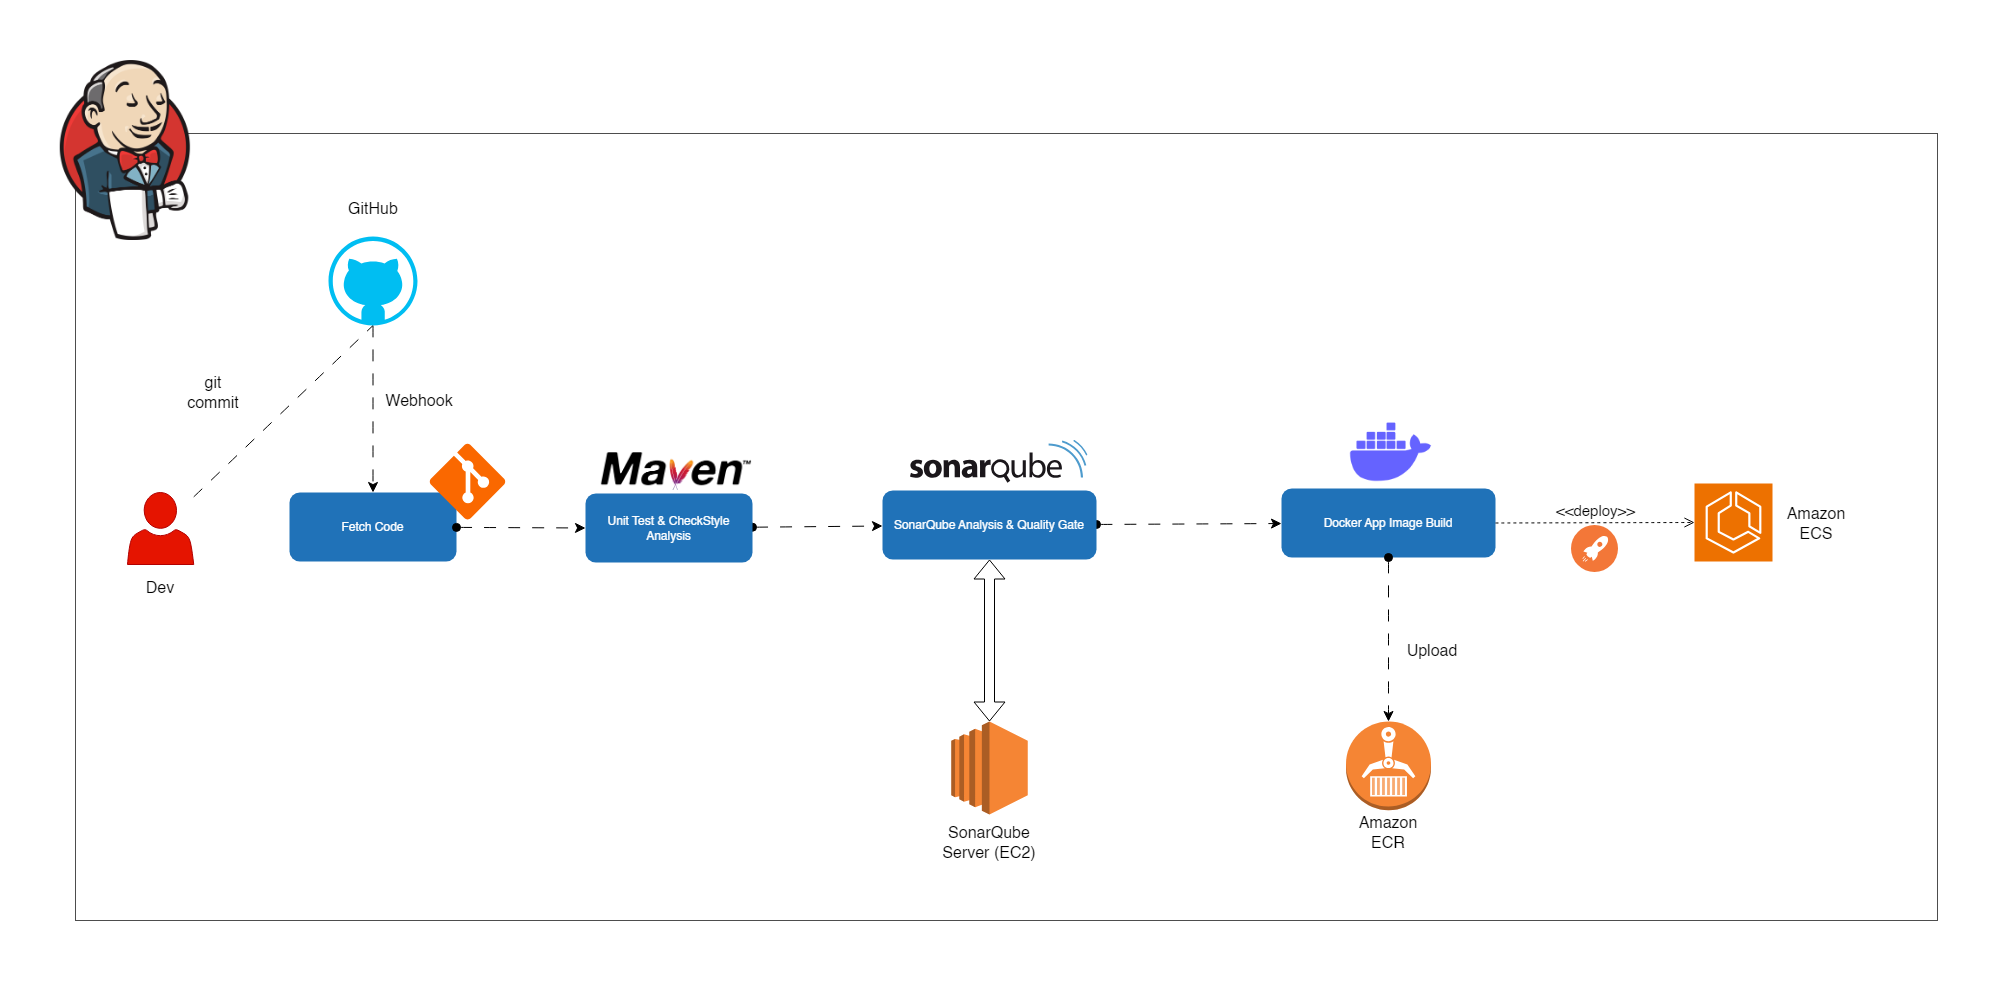 GitHub
git
commit
Webhook
Dev
Fetch Code
Maven™
Unit Test & CheckStyle
Analysis
sonarqube
SonarQube Analysis & Quality Gate
SonarQube
Server (EC2)
Docker App Image Build
Upload
Amazon
ECR
<<deploy>>
Amazon
ECS